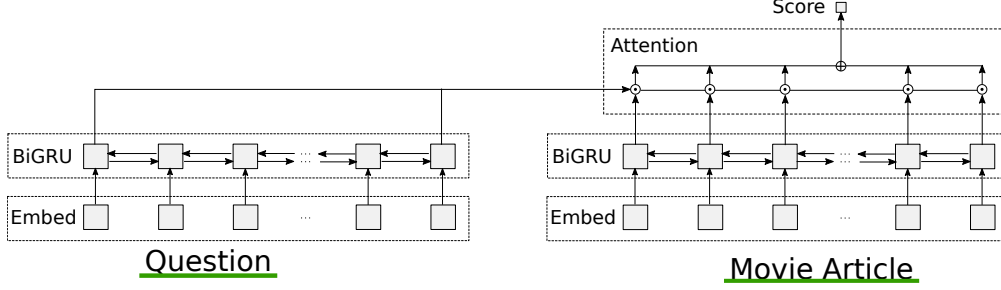 Score
Attention
BiGRU
Embed
Question
BiGRU
Embed
Movie Article